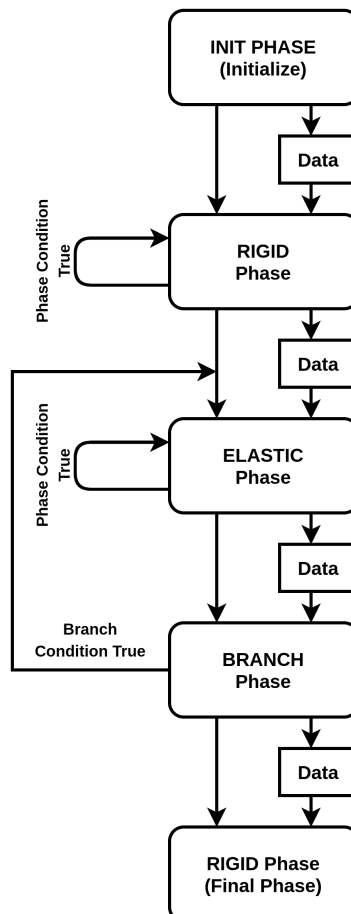 INIT PHASE
(Initialize)
Data
Phase Condition
True
RIGID
Phase
Data
Phase Condition
True
ELASTIC
Phase
Data
Branch
Condition True
BRANCH
Phase
Data
RIGID Phase
(Final Phase)